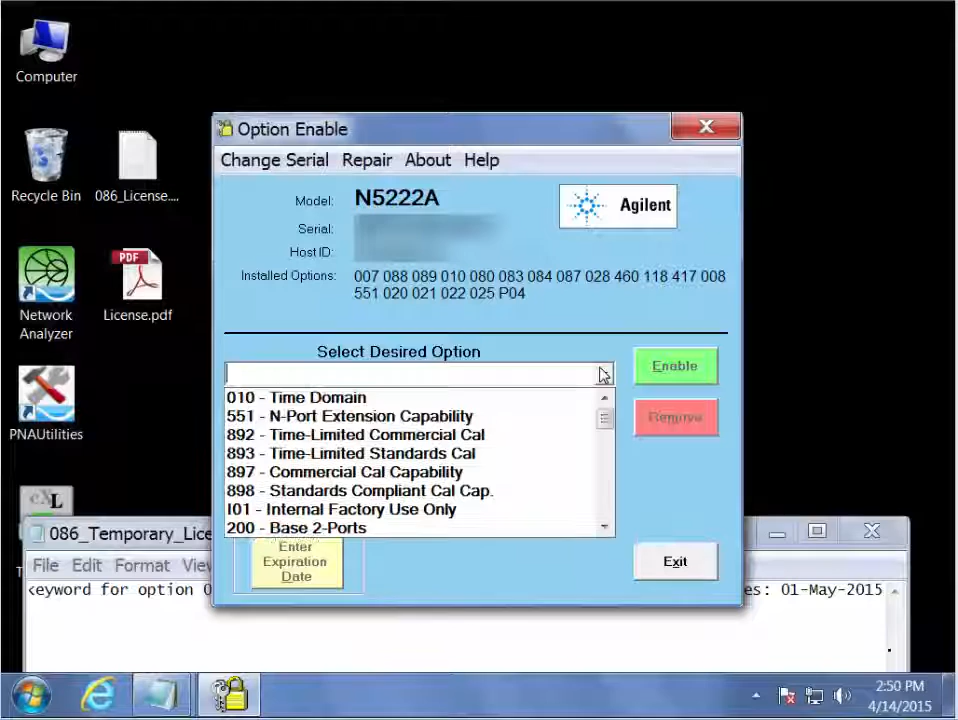 Computer
Recycle Bin
086_License....
Network
Analyzer
License.pdf
PNAUtilities
Option Enable
Change Serial Repair About Help
Model: N5222A
Agilent
Serial:
Host ID:
Installed Options: 007 088 089 010 080 083 084 087 028 460 118 417 008
551 020 021 022 025 P04
Select Desired Option
Enable
Remove
010 - Time Domain
551 - N-Port Extension Capability
892 - Time-Limited Commercial Cal
893 - Time-Limited Standards Cal
897 - Commercial Cal Capability
898 - Standards Compliant Cal Cap.
I01 - Internal Factory Use Only
200 - Base 2-Ports
Enter
Expiration
Date
Exit
086_Temporary_Lice
File Edit Format Viev
eyword for option 0
es: 01-May-2015
2:50 PM
4/14/2015